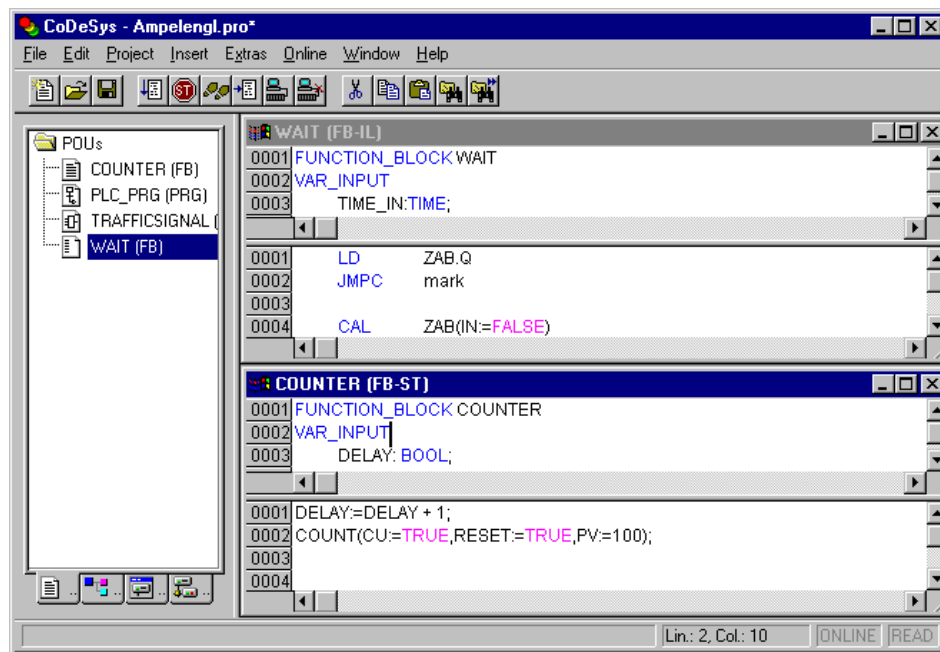 CoDeSys - Ampelengl.pro*
File Edit Project Insert Extras Online Window Help
ST
POUs
COUNTER (FB)
PLC_PRG (PRG)
TRAFFICSIGNAL (
WAIT (FB)
WAIT (FB-IL)
0001 FUNCTION_BLOCK WAIT
0002 VAR_INPUT
0003 TIME_IN:TIME;
0001 LD ZAB.Q
0002 JMPC mark
0003
0004 CAL ZAB(IN:=FALSE)
COUNTER (FB-ST)
0001 FUNCTION_BLOCK COUNTER
0002 VAR_INPUT
0003 DELAY: BOOL;
0001 DELAY:=DELAY + 1;
0002 COUNT(CU:=TRUE,RESET:=TRUE,PV:=100);
0003
0004
.. .. .. ..
Lin.: 2, Col.: 10 ONLINE READ